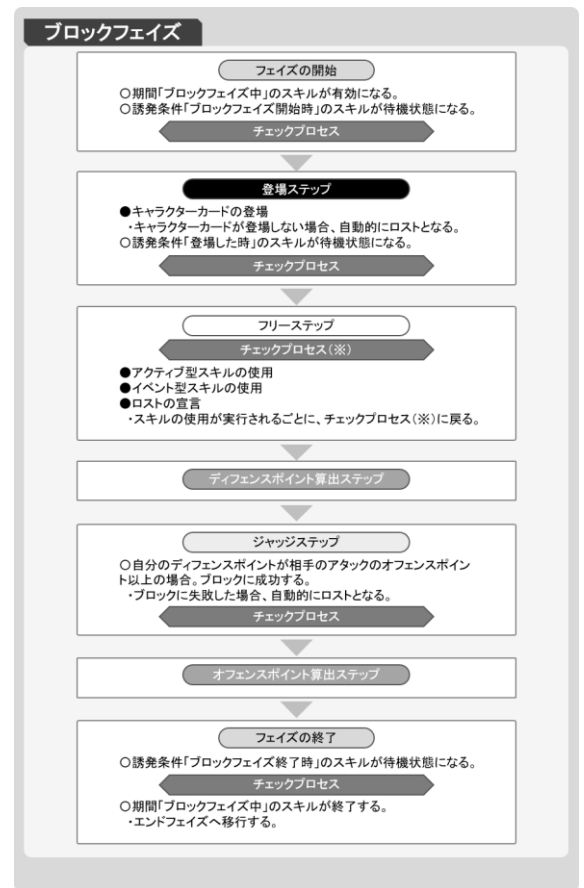 ブロックフェイズ
フェイズの開始
○期間「ブロックフェイズ中」のスキルが有効になる。
○誘発条件「ブロックフェイズ開始時」のスキルが待機状態になる。
チェックプロセス
登場ステップ
●キャラクターカードの登場
・キャラクターカードが登場しない場合、自動的にロストとなる。
○誘発条件「登場した時」のスキルが待機状態になる。
チェックプロセス
フリーステップ
チェックプロセス(※)
●アクティブ型スキルの使用
●イベント型スキルの使用
●ロストの宣言
・スキルの使用が実行されるごとに、チェックプロセス(※)に戻る。
ディフェンスポイント算出ステップ
ジャッジステップ
○自分のディフェンスポイントが相手のアタックのオフェンスポイン
ト以上の場合。ブロックに成功する。
・ブロックに失敗した場合、自動的にロストとなる。
チェックプロセス
オフェンスポイント算出ステップ
フェイズの終了
○誘発条件「ブロックフェイズ終了時」のスキルが待機状態になる。
チェックプロセス
○期間「ブロックフェイズ中」のスキルが終了する。
・エンドフェイズへ移行する。